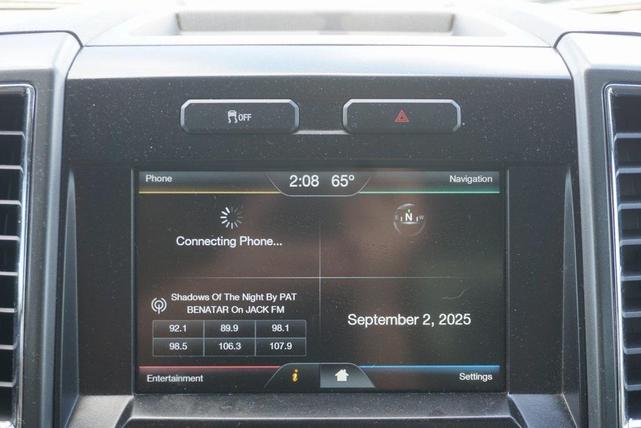 OFF
Phone
2:08 65°
Navigation
Connecting Phone...
E N W
Shadows Of The Night By PAT
BENATAR On JACK FM
92.1 89.9 98.1
98.5 106.3 107.9
September 2, 2025
Entertainment
i
Settings